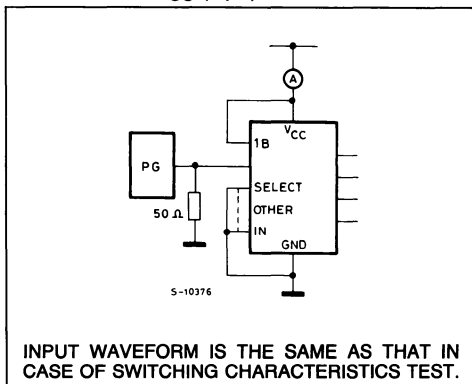 A
VCC
1B
PG
SELECT
50 Ω
OTHER
IN
GND
S-10376
INPUT WAVEFORM IS THE SAME AS THAT IN
CASE OF SWITCHING CHARACTERISTICS TEST.